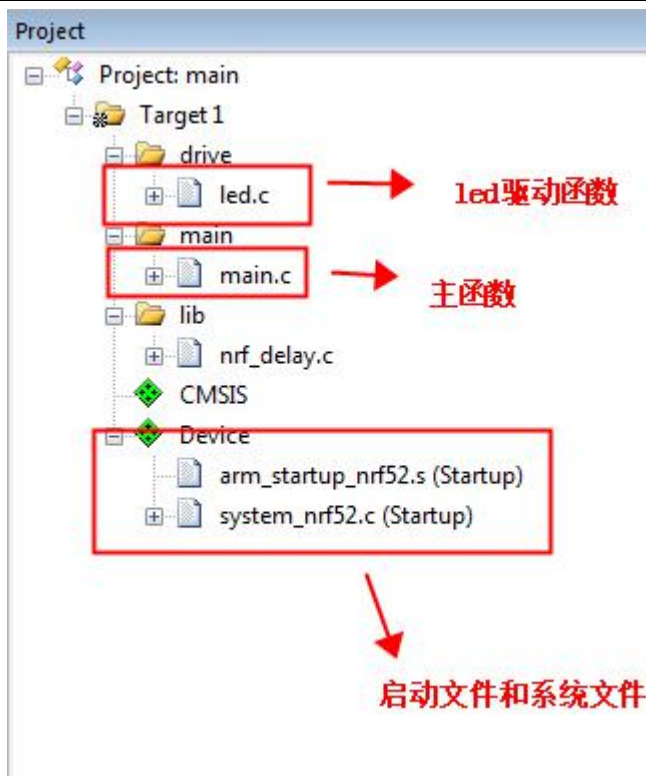 Project
Project: main
Target 1
drive
led.c
led驱动函数
main
main.c
主函数
lib
nrf_delay.c
CMSIS
Device
arm_startup_nrf52.s (Startup)
system_nrf52.c (Startup)
启动文件和系统文件